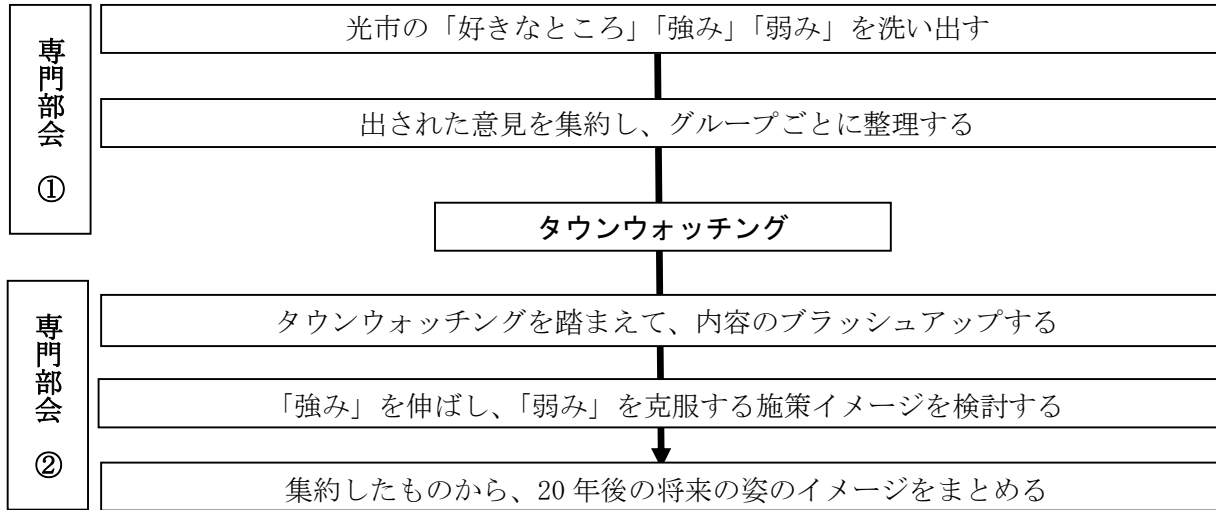 専門部会 ①
光市の「好きなところ」「強み」「弱み」を洗い出す
出された意見を集約し、グループごとに整理する
タウンウォッチング
専門部会 ②
タウンウォッチングを踏まえて、内容のブラッシュアップする
「強み」を伸ばし、「弱み」を克服する施策イメージを検討する
集約したものから、20年後の将来の姿のイメージをまとめる